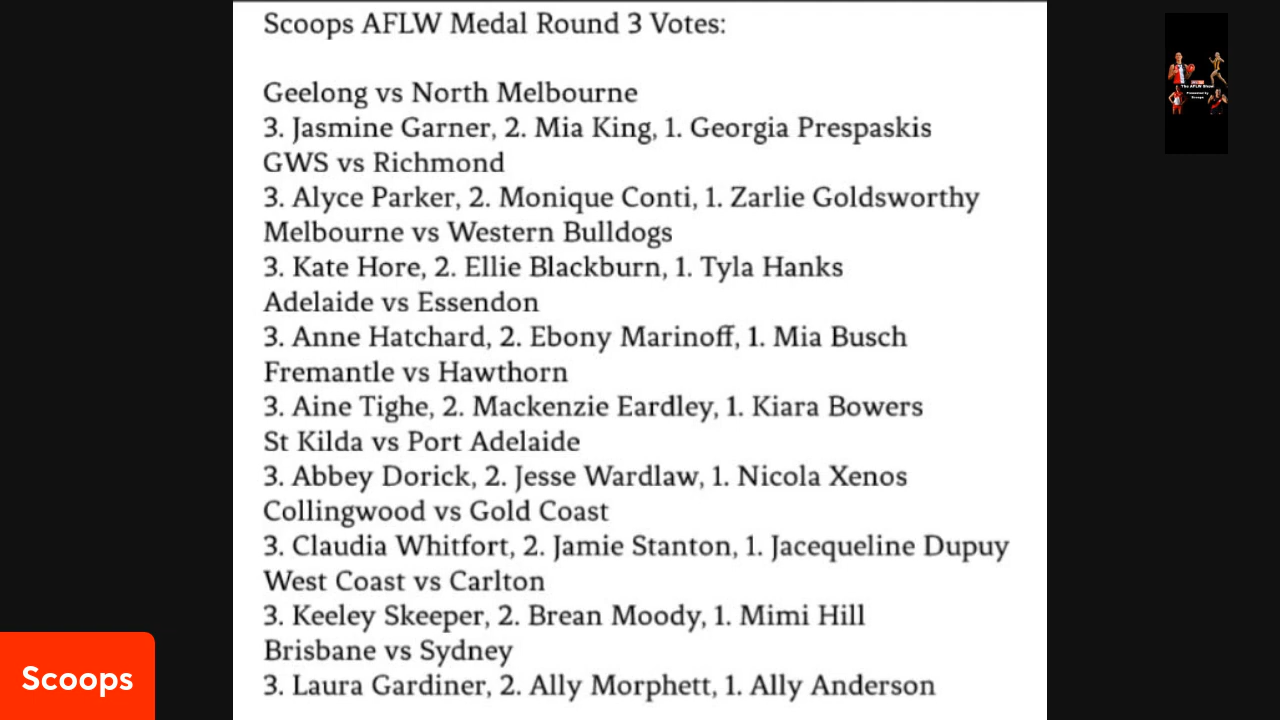 Scoops AFLW Medal Round 3 Votes:
Geelong vs North Melbourne
3. Jasmine Garner, 2. Mia King, 1. Georgia Prespaskis
GWS vs Richmond
3. Alyce Parker, 2. Monique Conti, 1. Zarlie Goldsworthy
Melbourne vs Western Bulldogs
3. Kate Hore, 2. Ellie Blackburn, 1. Tyla Hanks
Adelaide vs Essendon
3. Anne Hatchard, 2. Ebony Marinoff, 1. Mia Busch
Fremantle vs Hawthorn
3. Aine Tighe, 2. Mackenzie Eardley, 1. Kiara Bowers
St Kilda vs Port Adelaide
3. Abbey Dorick, 2. Jesse Wardlaw, 1. Nicola Xenos
Collingwood vs Gold Coast
3. Claudia Whitfort, 2. Jamie Stanton, 1. Jacequeline Dupuy
West Coast vs Carlton
3. Keeley Skeeper, 2. Brean Moody, 1. Mimi Hill
Brisbane vs Sydney
3. Laura Gardiner, 2. Ally Morphett, 1. Ally Anderson
The AFLW Show
Scoops